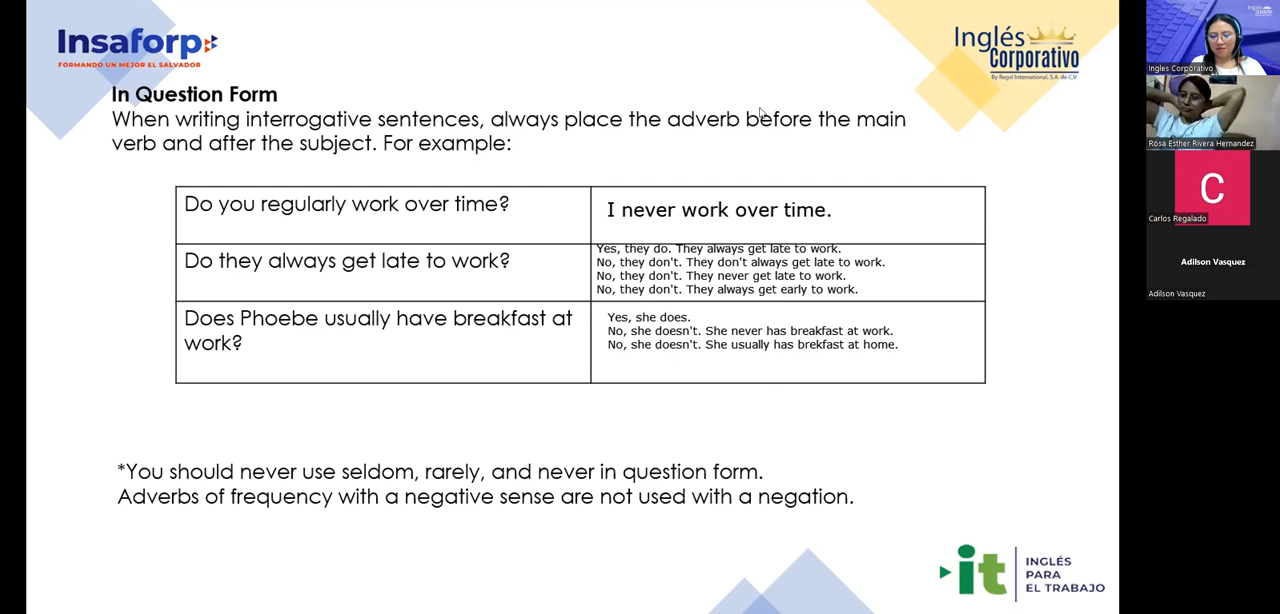 Insaforp
FORMANDO UN MEJOR EL SALVADOR
Inglés
Corporativo
By Regal International, S.A. de C.V.
In Question Form
When writing interrogative sentences, always place the adverb before the main
verb and after the subject. For example:
Do you regularly work over time?
I never work over time.
Do they always get late to work?
Yes, they do. They always get late to work.
No, they don't. They don't always get late to work.
No, they don't. They never get late to work.
No, they don't. They always get early to work.
Does Phoebe usually have breakfast at
work?
Yes, she does.
No, she doesn't. She never has breakfast at work.
No, she doesn't. She usually has brekfast at home.
*You should never use seldom, rarely, and never in question form.
Adverbs of frequency with a negative sense are not used with a negation.
it
INGLÉS
PARA
EL TRABAJO
Ingles Corporativo
Rosa Esther Rivera Hernandez
C
Carlos Regalado
Adilson Vasquez
Adilson Vasquez